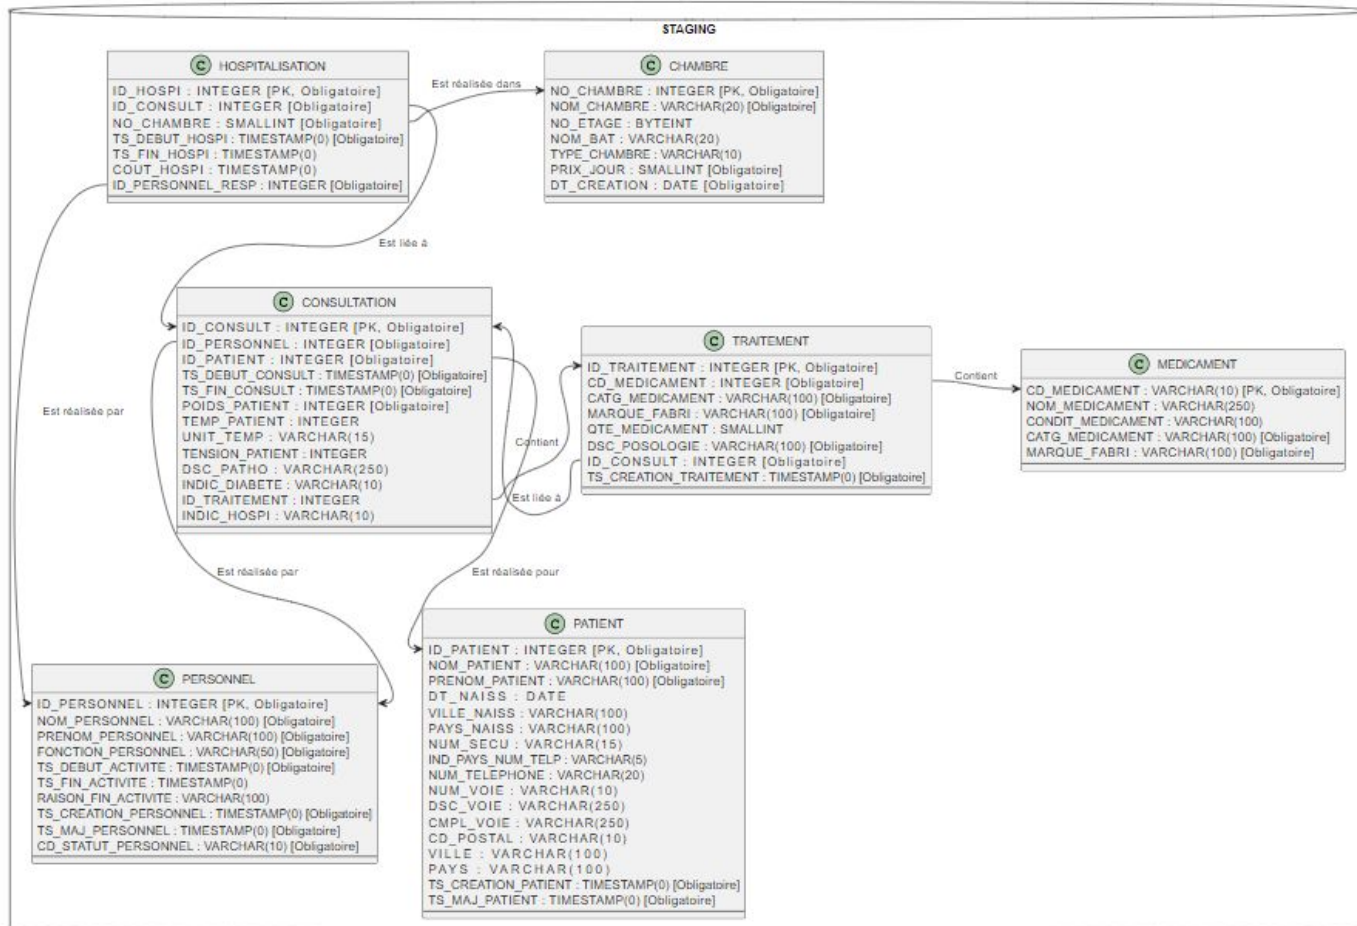 STAGING
C HOSPITALISATION
ID_HOSPI : INTEGER [PK, Obligatoire]
ID_CONSULT : INTEGER [Obligatoire]
NO_CHAMBRE : SMALLINT [Obligatoire]
TS_DEBUT_HOSPI : TIMESTAMP(0) [Obligatoire]
TS_FIN_HOSPI : TIMESTAMP(0)
COUT_HOSPI : TIMESTAMP(0)
ID_PERSONNEL_RESP : INTEGER [Obligatoire]
Est réalisée dans
C CHAMBRE
NO_CHAMBRE : INTEGER [PK, Obligatoire]
NOM_CHAMBRE : VARCHAR(20) [Obligatoire]
NO_ETAGE : BYTEINT
NOM_BAT : VARCHAR(20)
TYPE_CHAMBRE : VARCHAR(10)
PRIX_JOUR : SMALLINT [Obligatoire]
DT_CREATION : DATE [Obligatoire]
Est liée à
C CONSULTATION
ID_CONSULT : INTEGER [PK, Obligatoire]
ID_PERSONNEL : INTEGER [Obligatoire]
ID_PATIENT : INTEGER [Obligatoire]
TS_DEBUT_CONSULT : TIMESTAMP(0) [Obligatoire]
TS_FIN_CONSULT : TIMESTAMP(0) [Obligatoire]
POIDS_PATIENT : INTEGER [Obligatoire]
TEMP_PATIENT : INTEGER
UNIT_TEMP : VARCHAR(15)
TENSION_PATIENT : INTEGER
DSC_PATHO : VARCHAR(250)
INDIC_DIABETE : VARCHAR(10)
ID_TRAITEMENT : INTEGER
INDIC_HOSPI : VARCHAR(10)
Est réalisée par
Contient
Est liée à
C TRAITEMENT
ID_TRAITEMENT : INTEGER [PK, Obligatoire]
CD_MEDICAMENT : INTEGER [Obligatoire]
CATG_MEDICAMENT : VARCHAR(100) [Obligatoire]
MARQUE_FABRI : VARCHAR(100) [Obligatoire]
QTE_MEDICAMENT : SMALLINT
DSC_POSOLOGIE : VARCHAR(100) [Obligatoire]
ID_CONSULT : INTEGER [Obligatoire]
TS_CREATION_TRAITEMENT : TIMESTAMP(0) [Obligatoire]
Contient
C MEDICAMENT
CD_MEDICAMENT : VARCHAR(10) [PK, Obligatoire]
NOM_MEDICAMENT : VARCHAR(250)
CONDIT_MEDICAMENT : VARCHAR(100)
CATG_MEDICAMENT : VARCHAR(100) [Obligatoire]
MARQUE_FABRI : VARCHAR(100) [Obligatoire]
Est réalisée par
Est réalisée pour
C PERSONNEL
ID_PERSONNEL : INTEGER [PK, Obligatoire]
NOM_PERSONNEL : VARCHAR(100) [Obligatoire]
PRENOM_PERSONNEL : VARCHAR(100) [Obligatoire]
FONCTION_PERSONNEL : VARCHAR(50) [Obligatoire]
TS_DEBUT_ACTIVITE : TIMESTAMP(0) [Obligatoire]
TS_FIN_ACTIVITE : TIMESTAMP(0)
RAISON_FIN_ACTIVITE : VARCHAR(100)
TS_CREATION_PERSONNEL : TIMESTAMP(0) [Obligatoire]
TS_MAJ_PERSONNEL : TIMESTAMP(0) [Obligatoire]
CD_STATUT_PERSONNEL : VARCHAR(10) [Obligatoire]
C PATIENT
ID_PATIENT : INTEGER [PK, Obligatoire]
NOM_PATIENT : VARCHAR(100) [Obligatoire]
PRENOM_PATIENT : VARCHAR(100) [Obligatoire]
DT_NAISS : DATE
VILLE_NAISS : VARCHAR(100)
PAYS_NAISS : VARCHAR(100)
NUM_SECU : VARCHAR(15)
IND_PAYS_NUM_TELP : VARCHAR(5)
NUM_TELEPHONE : VARCHAR(20)
NUM_VOIE : VARCHAR(10)
DSC_VOIE : VARCHAR(250)
CMPL_VOIE : VARCHAR(250)
CD_POSTAL : VARCHAR(10)
VILLE : VARCHAR(100)
PAYS : VARCHAR(100)
TS_CREATION_PATIENT : TIMESTAMP(0) [Obligatoire]
TS_MAJ_PATIENT : TIMESTAMP(0) [Obligatoire]